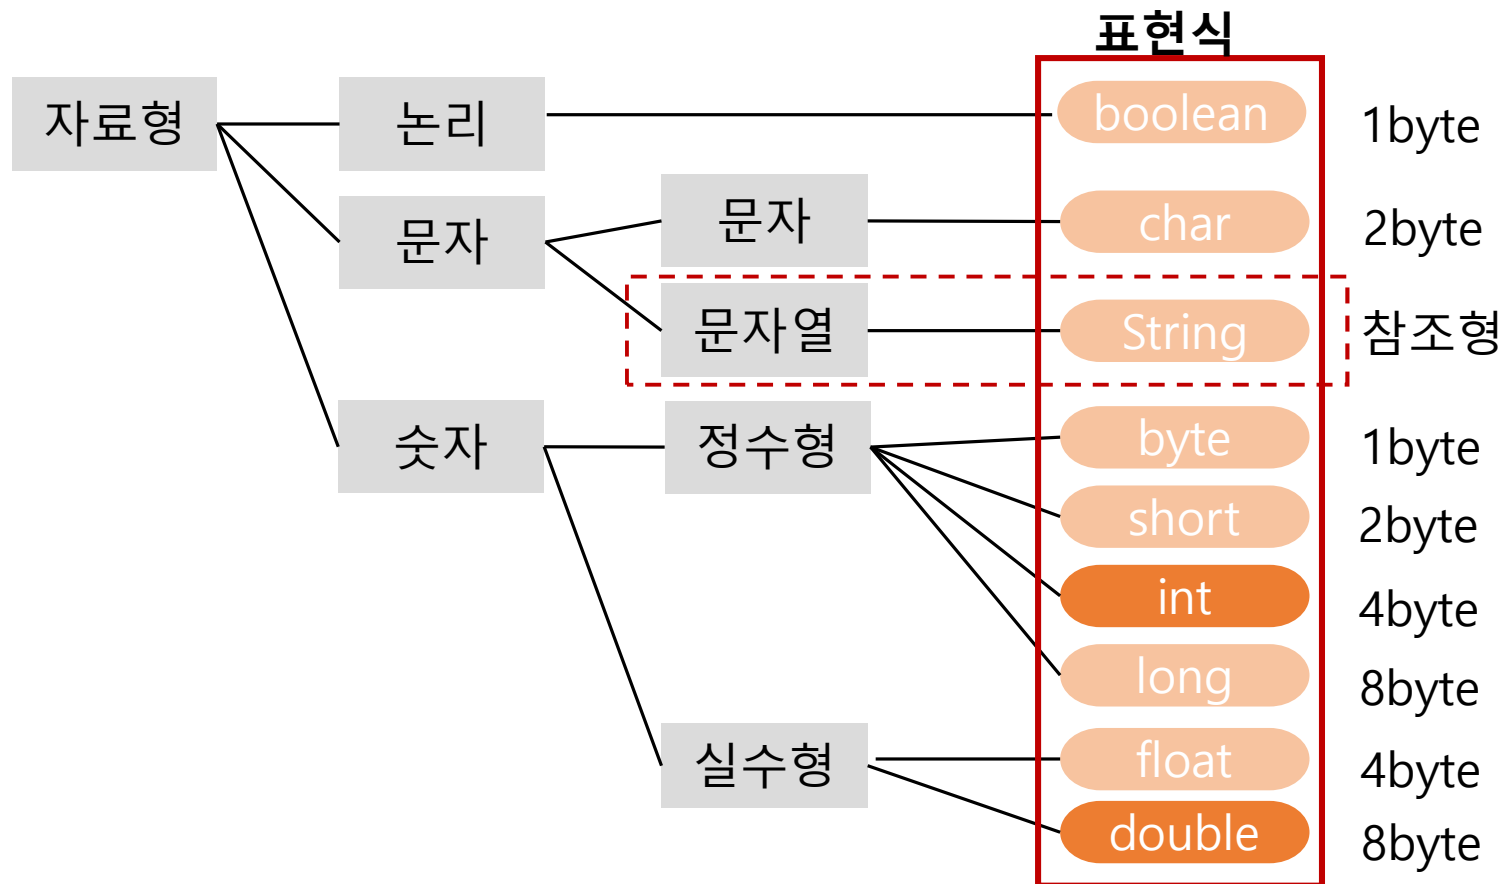 표현식
자료형
논리
boolean
1byte
문자
문자
char
2byte
문자열
String
참조형
숫자
정수형
byte
1byte
short
2byte
int
4byte
long
8byte
실수형
float
4byte
double
8byte